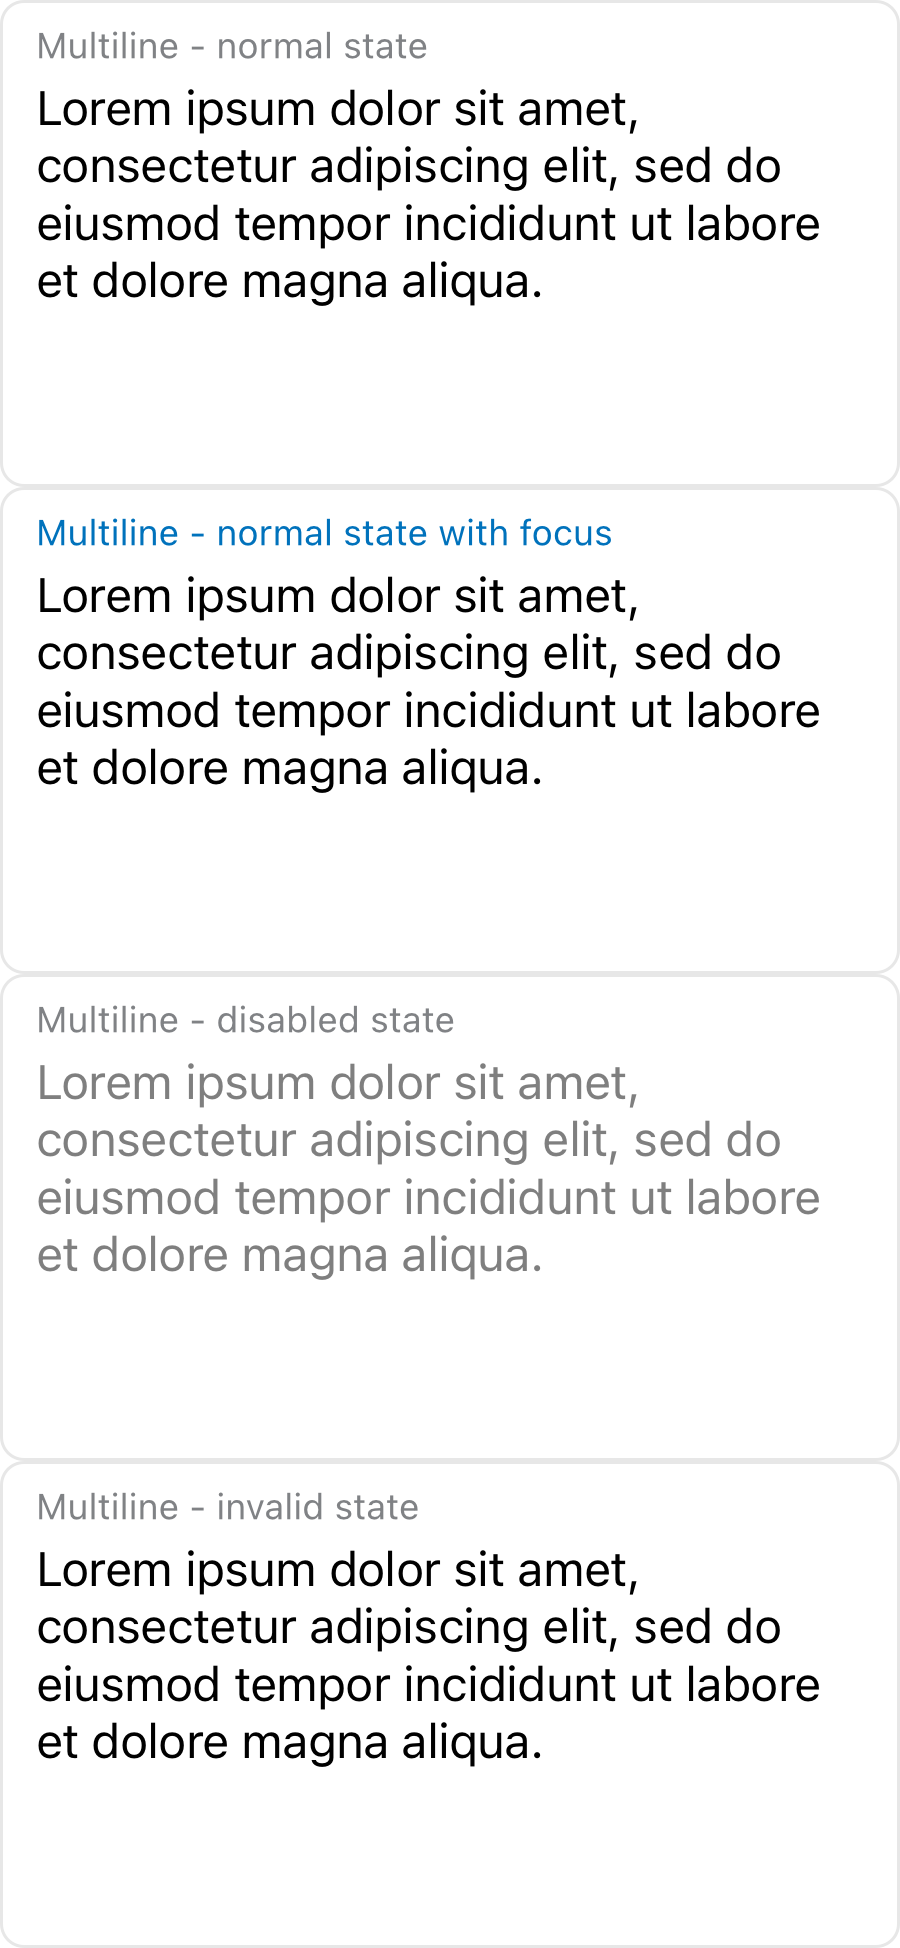 Multiline - normal state
Lorem ipsum dolor sit amet,
consectetur adipiscing elit, sed do
eiusmod tempor incididunt ut labore
et dolore magna aliqua.
Multiline - normal state with focus
Lorem ipsum dolor sit amet,
consectetur adipiscing elit, sed do
eiusmod tempor incididunt ut labore
et dolore magna aliqua.
Multiline - disabled state
Lorem ipsum dolor sit amet,
consectetur adipiscing elit, sed do
eiusmod tempor incididunt ut labore
et dolore magna aliqua.
Multiline - invalid state
Lorem ipsum dolor sit amet,
consectetur adipiscing elit, sed do
eiusmod tempor incididunt ut labore
et dolore magna aliqua.